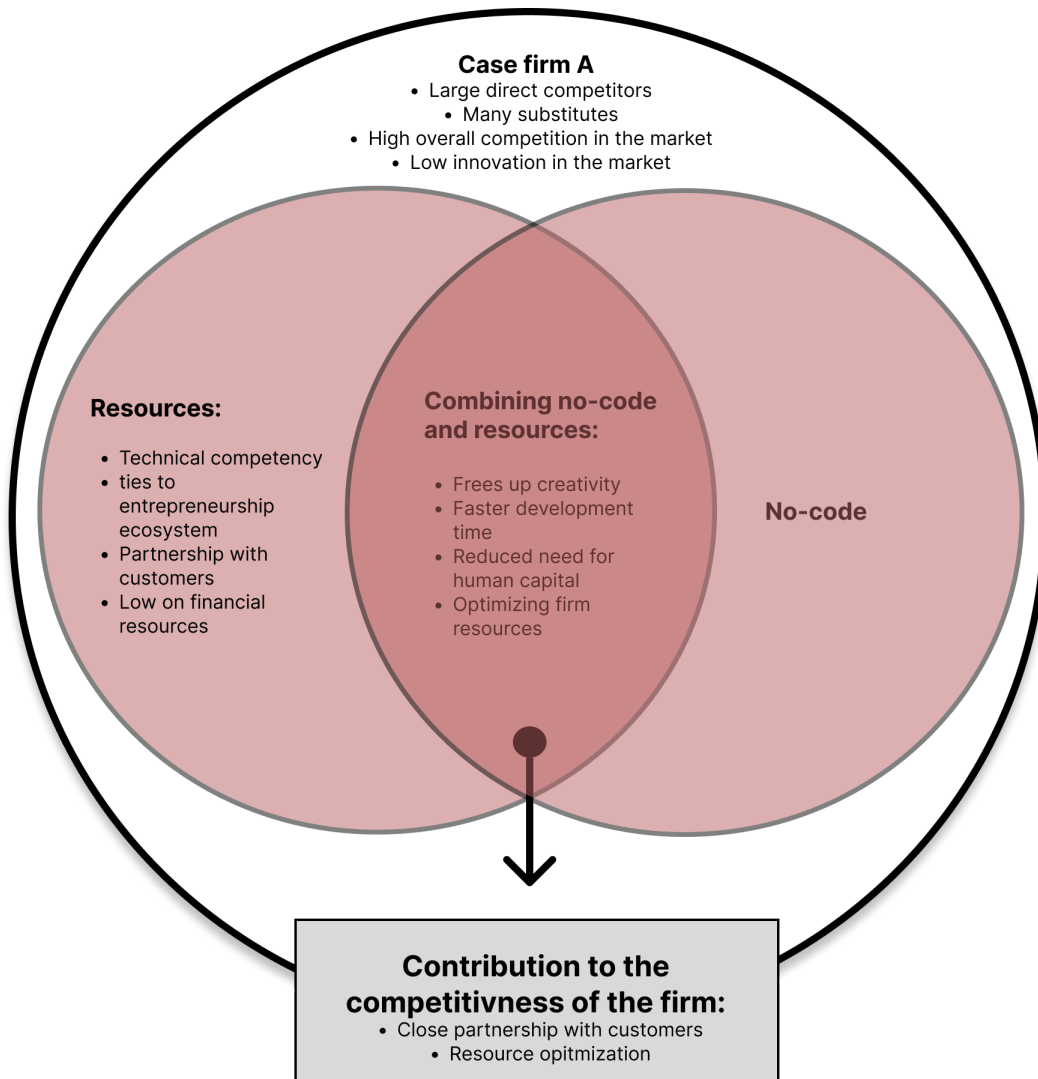 Case firm A
• Large direct competitors
• Many substitutes
• High overall competition in the market
• Low innovation in the market
Resources:
• Technical competency
• ties to
entrepreneurship
ecosystem
• Partnership with
customers
• Low on financial
resources
Combining no-code
and resources:
• Frees up creativity
• Faster development
time
• Reduced need for
human capital
• Optimizing firm
resources
No-code
Contribution to the
competitivness of the firm:
• Close partnership with customers
• Resource opitmization